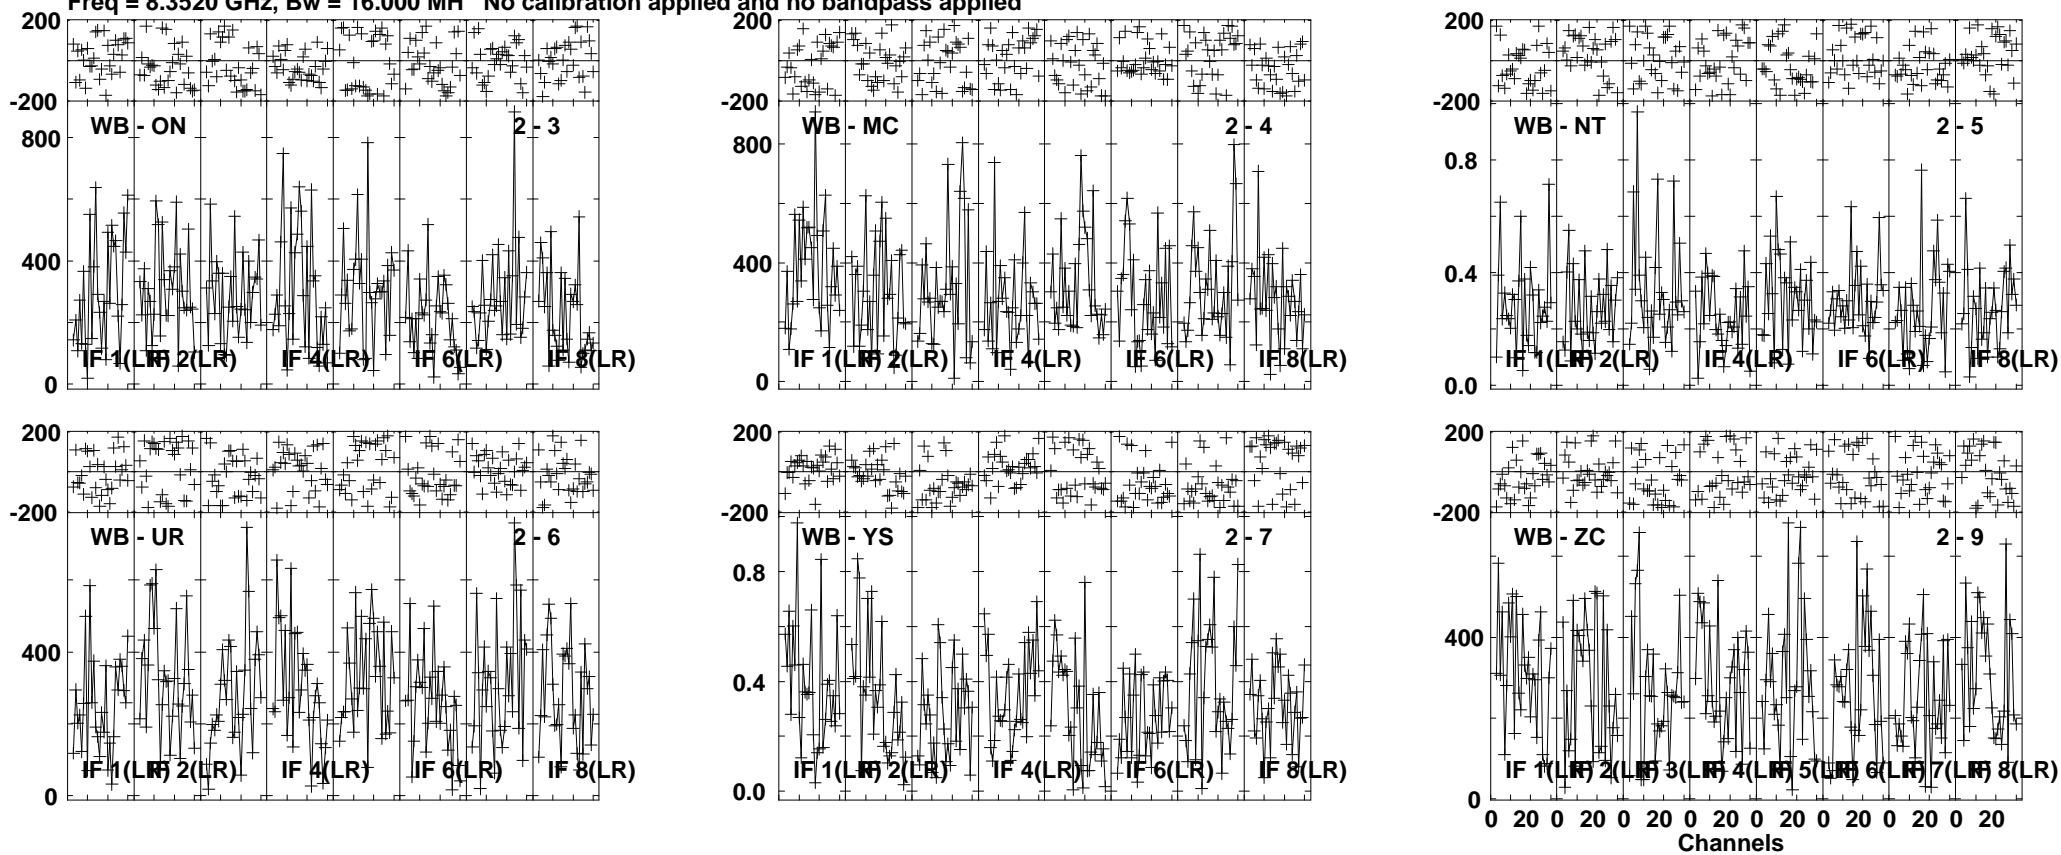 Freq = 8.3520 GHz, Bw = 16.000 MH No calibration applied and no bandpass applied
200 200 200
-200 -200 -200
WB - ON 2 - 3 WB - MC 2 - 4 WB - NT 2 - 5
800 800 0.8
400 400 0.4
IF 1(LR) IF 2(LR) IF 4(LR) IF 6(LR) IF 8(LR) IF 1(LR) IF 2(LR) IF 4(LR) IF 6(LR) IF 8(LR) IF 1(LR) IF 2(LR) IF 4(LR) IF 6(LR) IF 8(LR)
0 0 0.0
200 200 200
-200 -200 -200
WB - UR 2 - 6 WB - YS 2 - 7 WB - ZC 2 - 9
0.8
400 0.4 400
IF 1(LR) IF 2(LR) IF 4(LR) IF 6(LR) IF 8(LR) IF 1(LR) IF 2(LR) IF 4(LR) IF 6(LR) IF 8(LR) IF 1(LR) IF 2(LR) IF 3(LR) IF 4(LR) IF 5(LR) IF 6(LR) IF 7(LR) IF 8(LR)
0 0.0 0
0 20 0 20 0 20 0 20 0 20 0 20 0 20 0 20
Channels